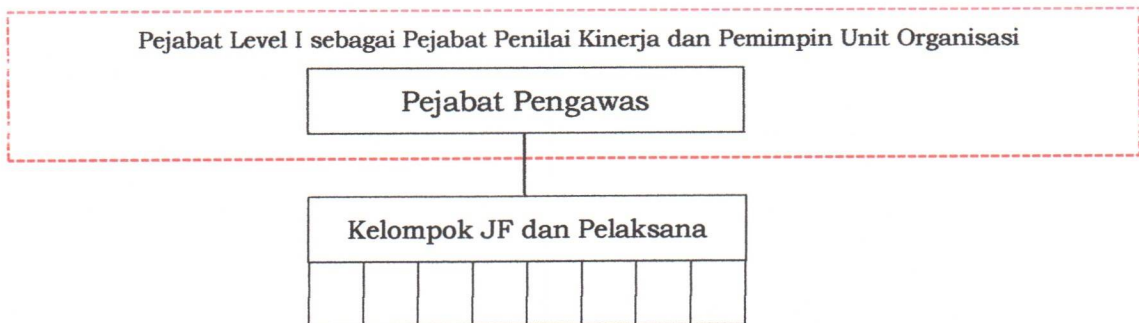 Pejabat Level I sebagai Pejabat Penilai Kinerja dan Pemimpin Unit Organisasi
Pejabat Pengawas
Kelompok JF dan Pelaksana